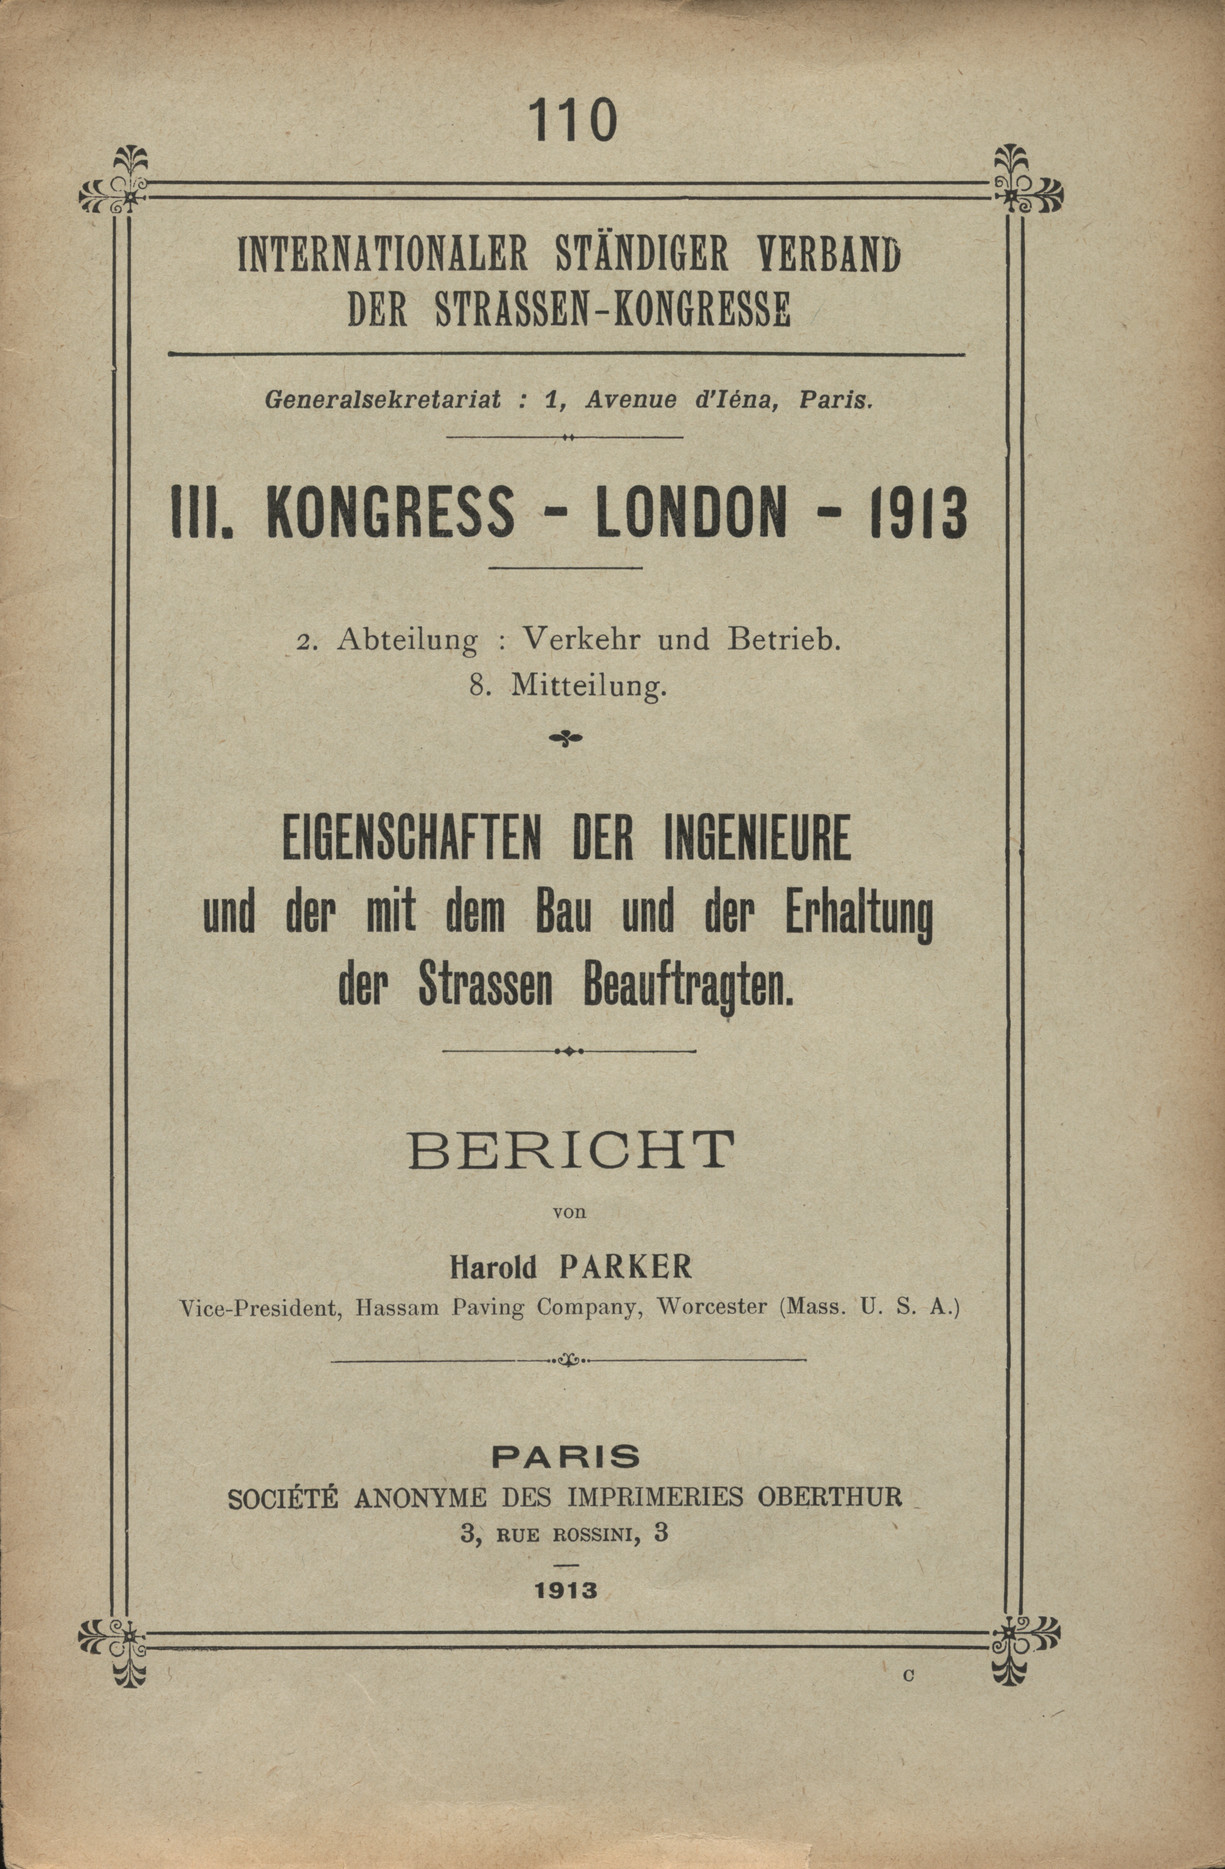 110
INTERNATIONALER STÄNDIGER VERBAND
DER STRASSEN-KONGRESSE
Generalsekretariat : 1, Avenue d'Iéna, Paris.
III. KONGRESS - LONDON - 1913
2. Abteilung : Verkehr und Betrieb.
8. Mitteilung.
EIGENSCHAFTEN DER INGENIEURE
und der mit dem Bau und der Erhaltung
der Strassen Beauftragten.
BERICHT
von
Harold PARKER
Vice-President, Hassam Paving Company, Worcester (Mass. U. S. A.)
PARIS
SOCIÉTÉ ANONYME DES IMPRIMERIES OBERTHUR
3, RUE ROSSINI, 3
1913
C